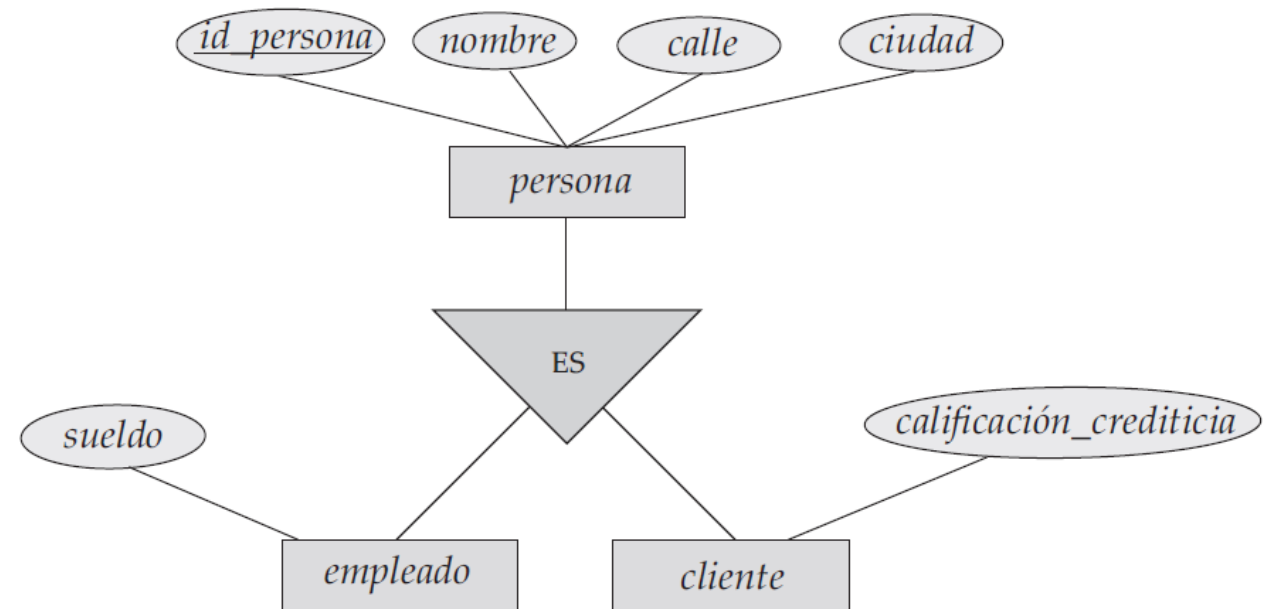 id_persona
nombre
calle
ciudad
persona
ES
sueldo
calificación_crediticia
empleado
cliente